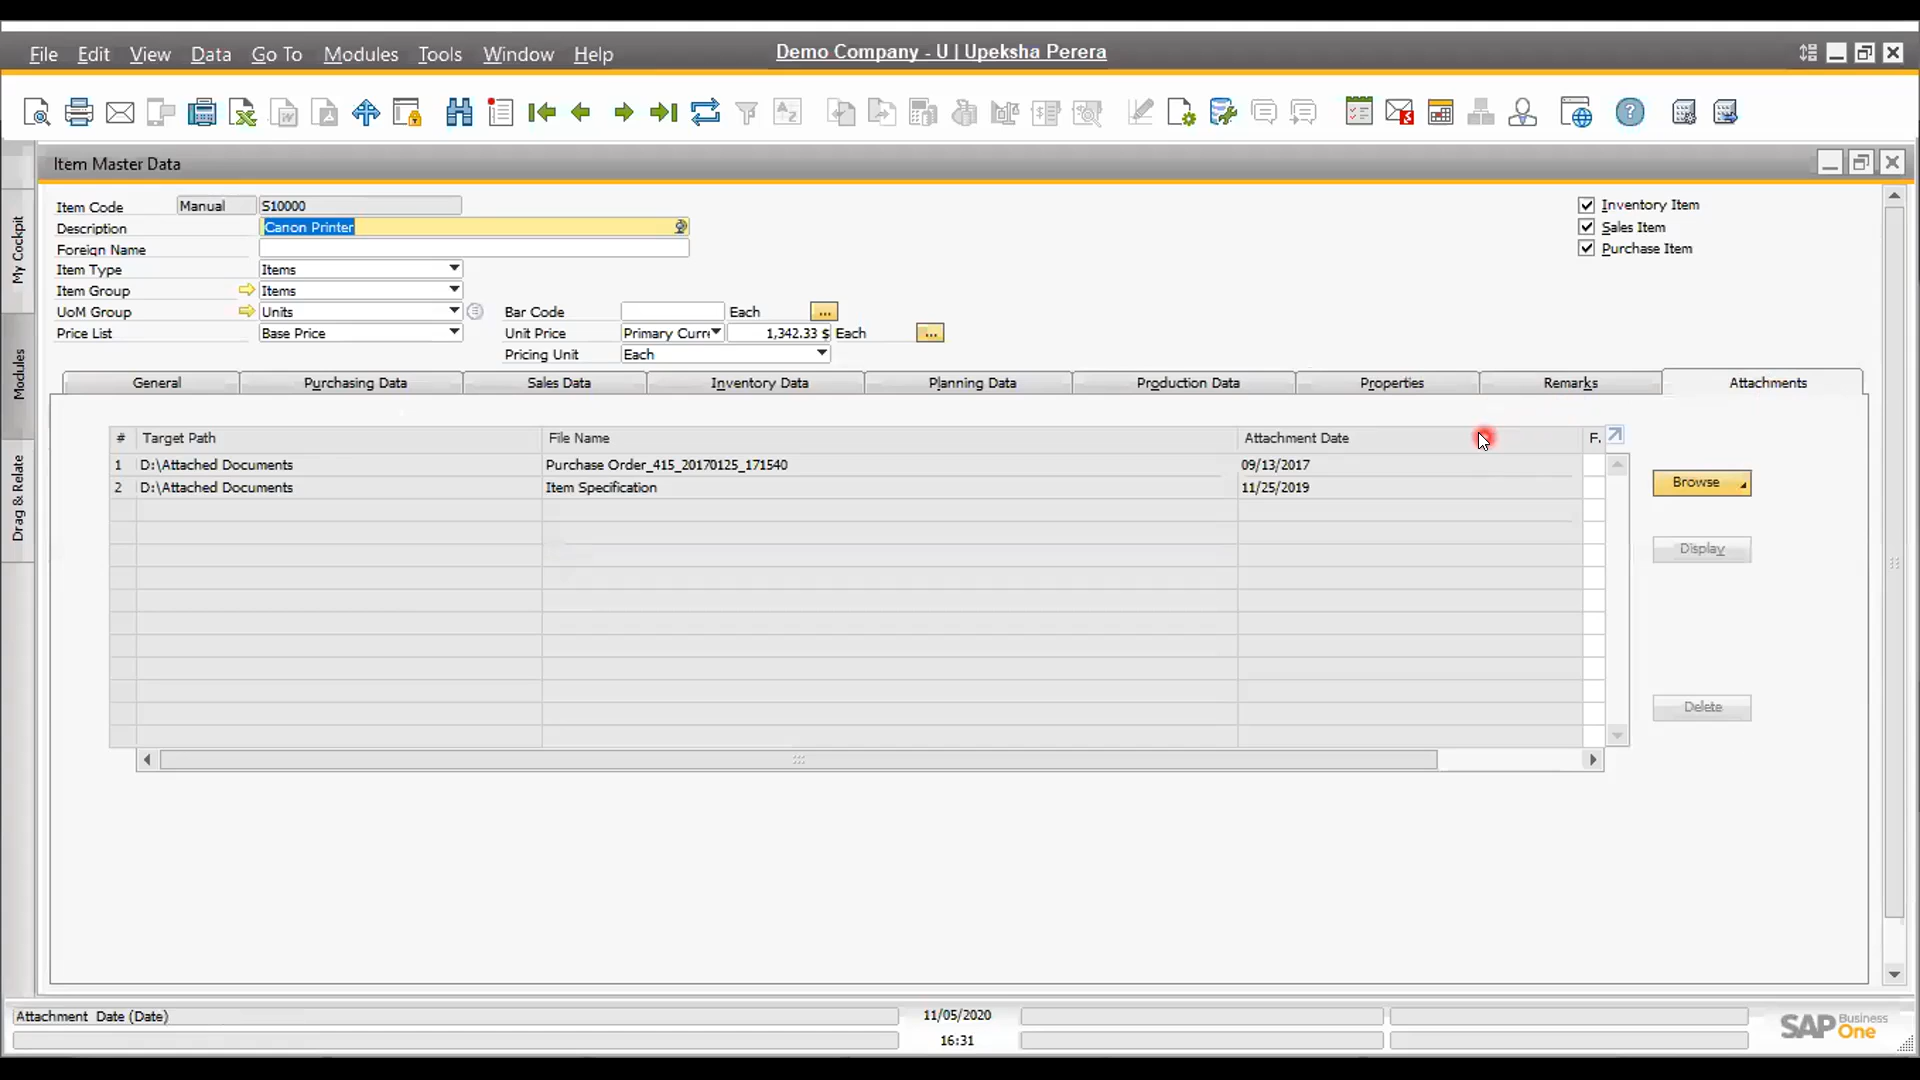 File Edit View Data Go To Modules Tools Window Help
Demo Company - U | Upeksha Perera
Item Master Data
My Cockpit
Modules
Drag & Relate
Item Code Manual S10000
Description Canon Printer
Foreign Name
Item Type Items
Item Group Items
UoM Group Units
Price List Base Price
Bar Code Each ...
Unit Price Primary Curre 1,342.33 $ Each ...
Pricing Unit Each
Inventory Item
Sales Item
Purchase Item
General Purchasing Data Sales Data Inventory Data Planning Data Production Data Properties Remarks Attachments
# Target Path File Name Attachment Date F.
1 D:\Attached Documents Purchase Order_415_20170125_171540 09/13/2017
2 D:\Attached Documents Item Specification 11/25/2019
Browse
Display
Delete
Attachment Date (Date)
11/05/2020
16:31
SAP Business One